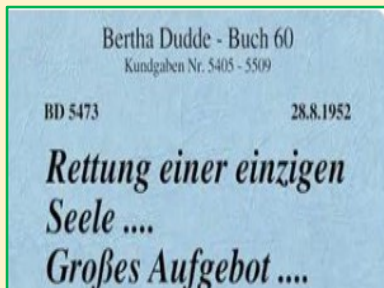 Bertha Dudde - Buch 60
Kundgaben Nr. 5405 - 5509
BD 5473 28.8.1952
Rettung einer einzigen
Seele ....
Großes Aufgebot ....